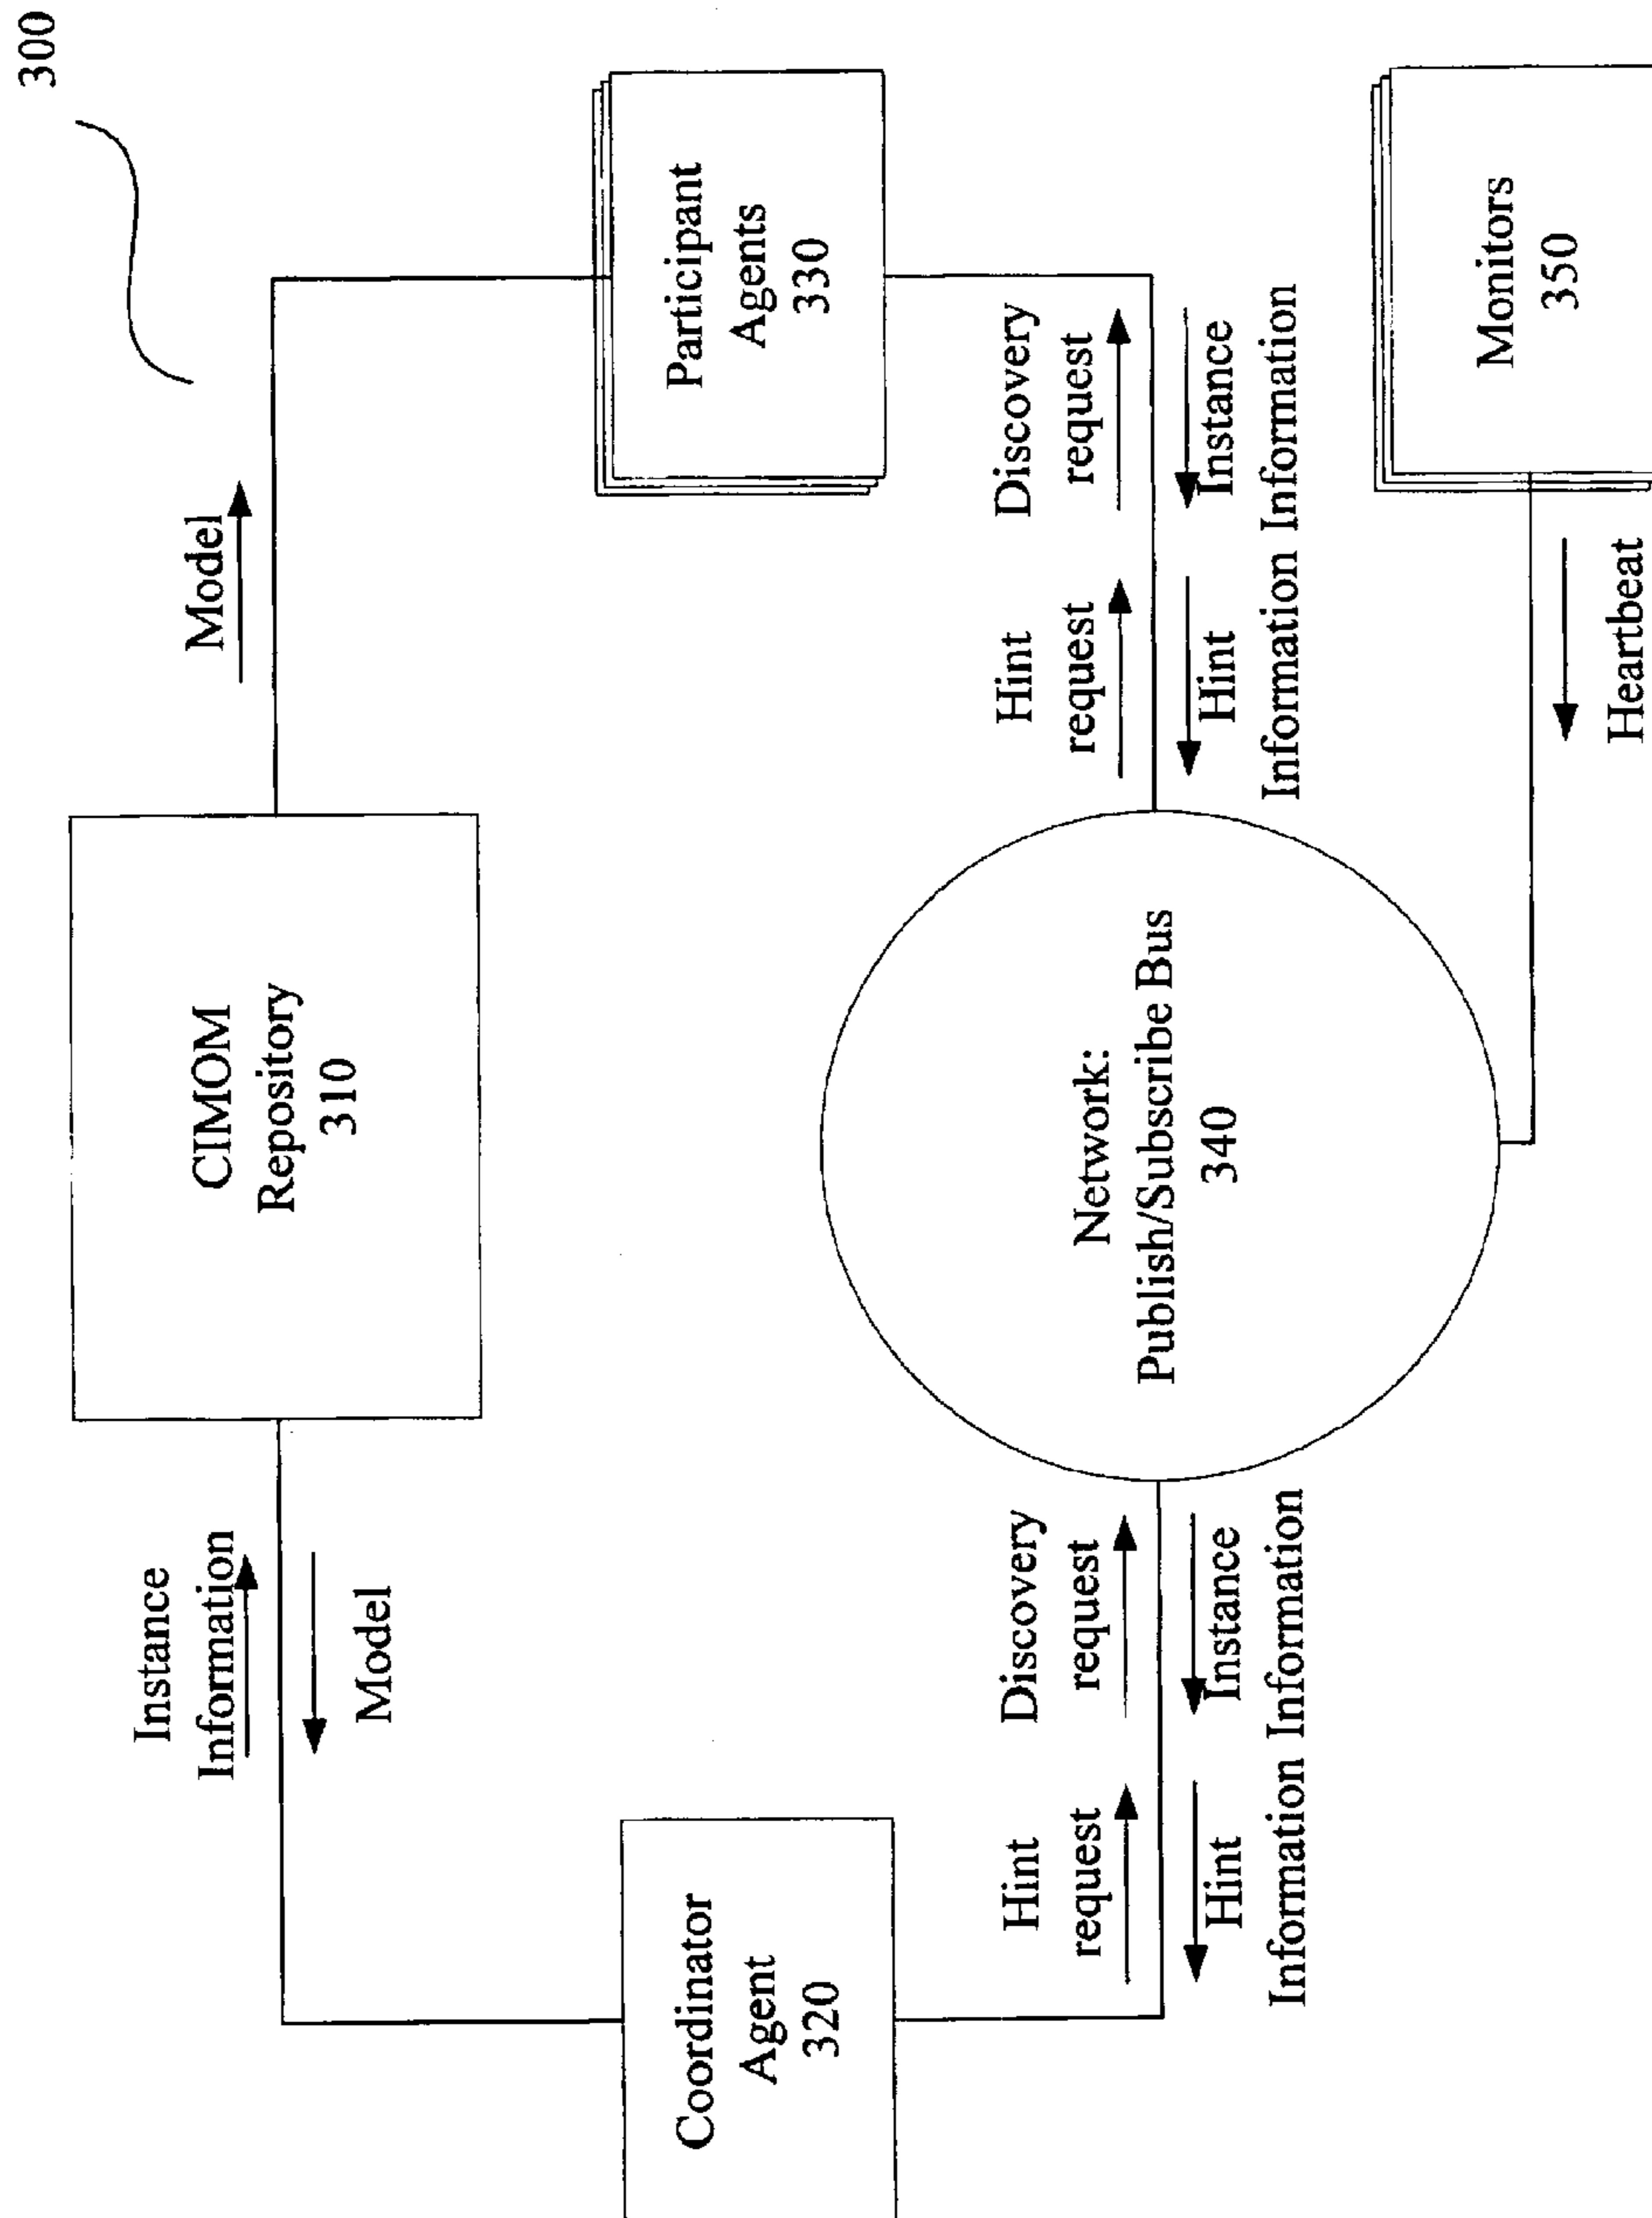 300
Instance
Information
Model
CIMOM
Repository
310
Model
Coordinator
Agent
320
Participant
Agents
330
Hint Discovery
request request
Hint Instance
Information Information
Network:
Publish/Subscribe Bus
340
Hint Discovery
request request
Hint Instance
Information Information
Monitors
350
Heartbeat